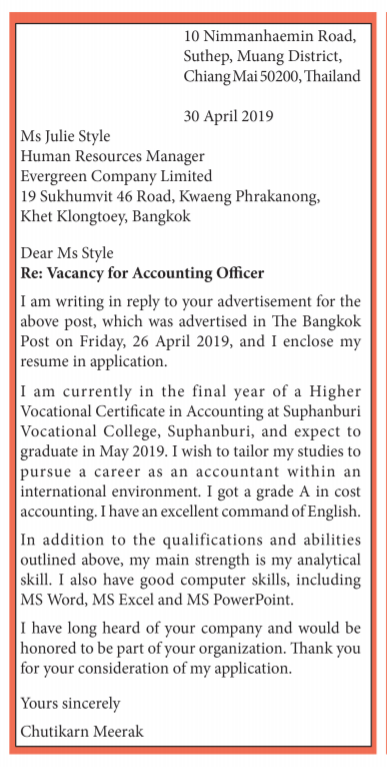 10 Nimmanhaemin Road,
Suthep, Muang District,
Chiang Mai 50200, Thailand
30 April 2019
Ms Julie Style
Human Resources Manager
Evergreen Company Limited
19 Sukhumvit 46 Road, Kwaeng Phrakanong,
Khet Klongtoey, Bangkok
Dear Ms Style
Re: Vacancy for Accounting Officer
I am writing in reply to your advertisement for the
above post, which was advertised in The Bangkok
Post on Friday, 26 April 2019, and I enclose my
resume in application.
I am currently in the final year of a Higher
Vocational Certificate in Accounting at Suphanburi
Vocational College, Suphanburi, and expect to
graduate in May 2019. I wish to tailor my studies to
pursue a career as an accountant within an
international environment. I got a grade A in cost
accounting. I have an excellent command of English.
In addition to the qualifications and abilities
outlined above, my main strength is my analytical
skill. I also have good computer skills, including
MS Word, MS Excel and MS PowerPoint.
I have long heard of your company and would be
honored to be part of your organization. Thank you
for your consideration of my application.
Yours sincerely
Chutikarn Meerak